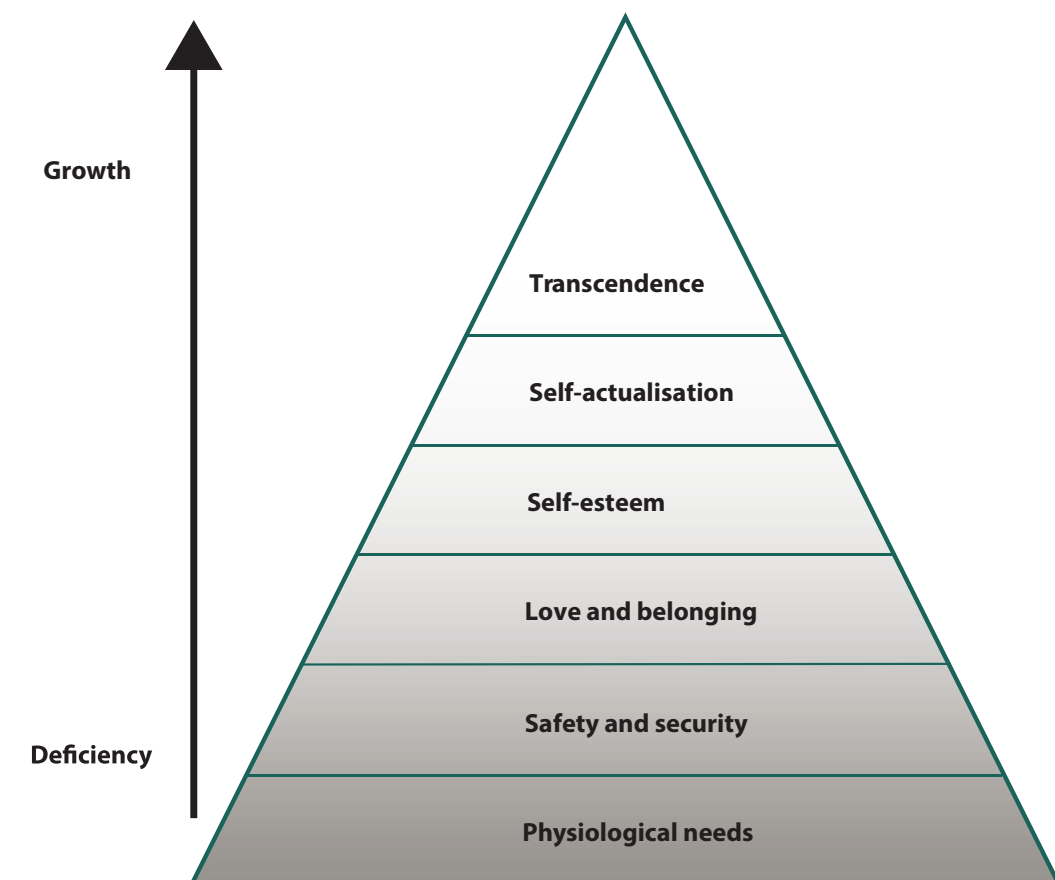 Growth
Transcendence
Self-actualisation
Self-esteem
Love and belonging
Safety and security
Deficiency
Physiological needs